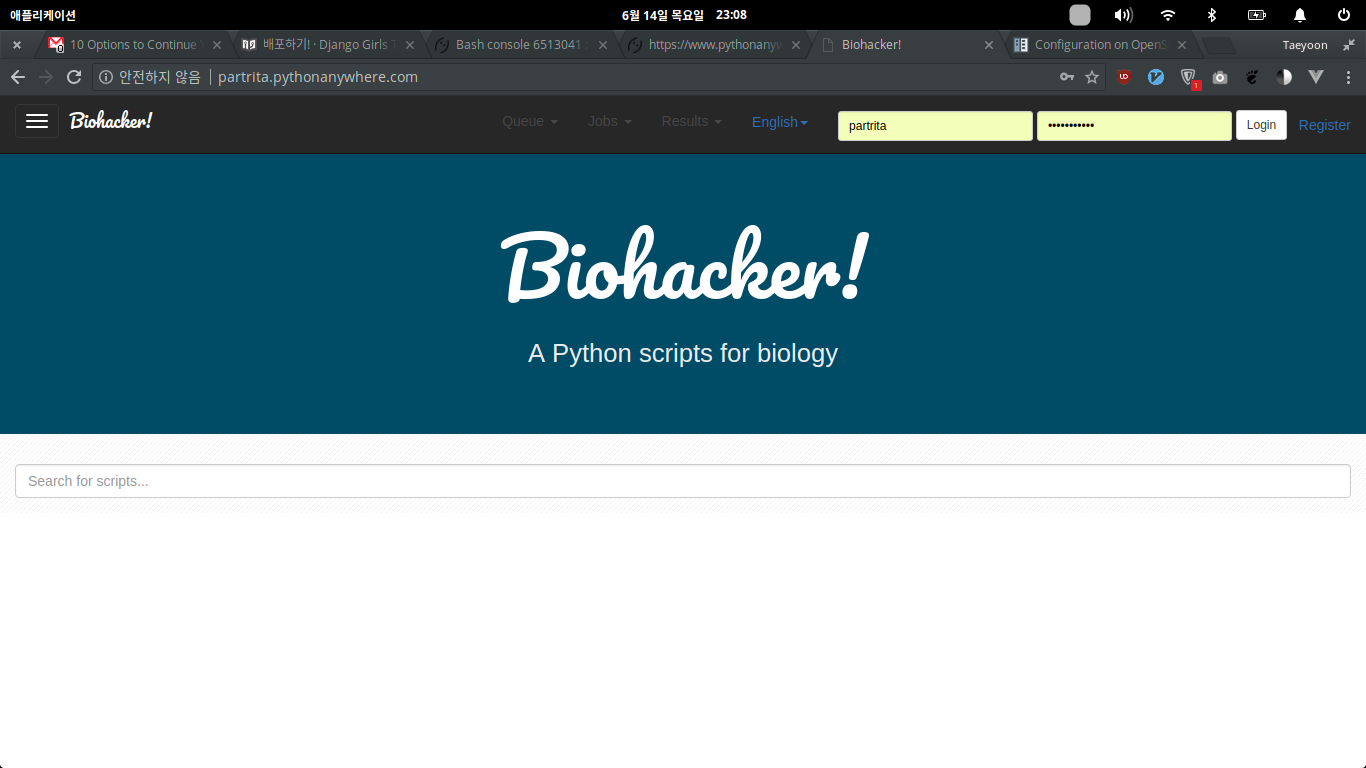 애플리케이션
6월 14일 목요일 23:08
10 Options to Continue
배포하기! · Django Girls T
Bash console 6513041
https://www.pythonanyw
Biohacker!
Configuration on OpenS
Taeyoon
안전하지 않음 | partrita.pythonanywhere.com
1
Biohacker!
Queue
Jobs
Results
English
partrita
•••••••••••
Login
Register
Biohacker!
A Python scripts for biology
Search for scripts...